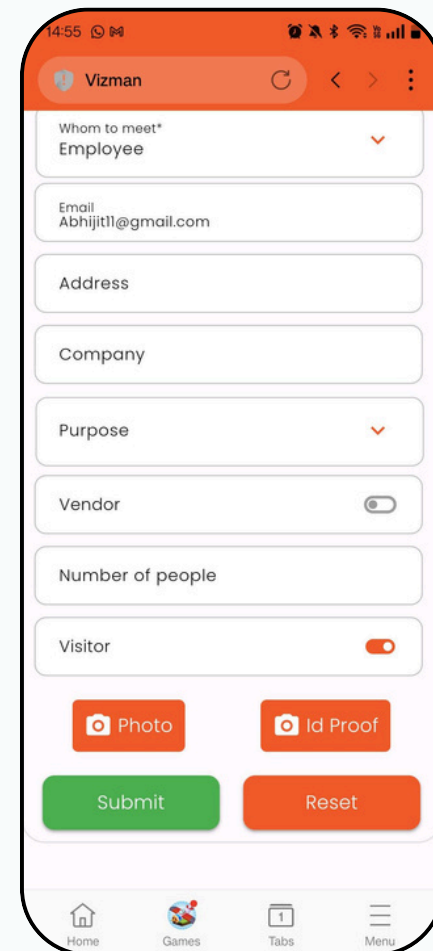 14:55
Vizman
Whom to meet*
Employee
Email
Abhijit11@gmail.com
Address
Company
Purpose
Vendor
Number of people
Visitor
Photo
Id Proof
Submit
Reset
1
Home
Games
Tabs
Menu